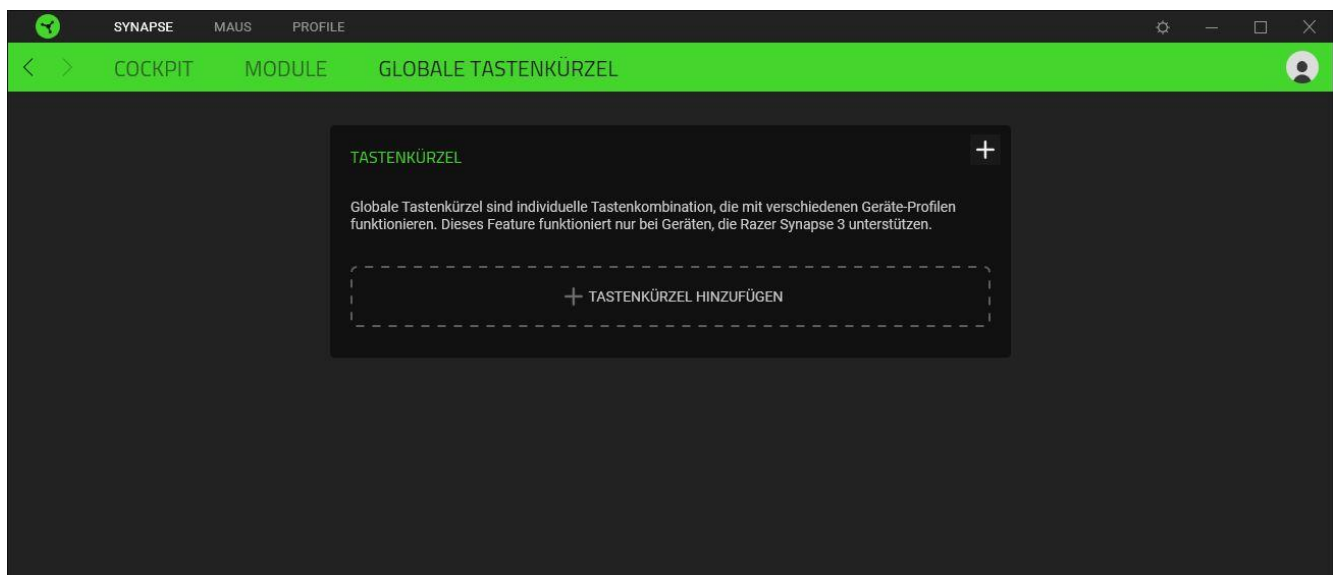 SYNAPSE MAUS PROFILE
COCKPIT MODULE GLOBALE TASTENKÜRZEL
TASTENKÜRZEL
Globale Tastenkürzel sind individuelle Tastenkombination, die mit verschiedenen Geräte-Profilen
funktionieren. Dieses Feature funktioniert nur bei Geräten, die Razer Synapse 3 unterstützen.
TASTENKÜRZEL HINZUFÜGEN